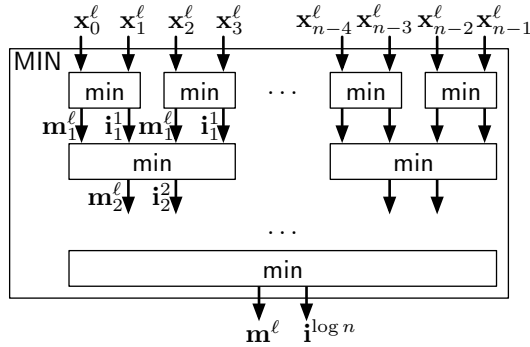 x_0^ℓ x_1^ℓ x_2^ℓ x_3^ℓ x_{n−4}^ℓ x_{n−3}^ℓ x_{n−2}^ℓ x_{n−1}^ℓ
MIN
min min ... min min
m_1^ℓ i_1^1 m_1^ℓ i_1^1
min min
m_2^ℓ i_2^2
...
min
m^ℓ i^{log n}